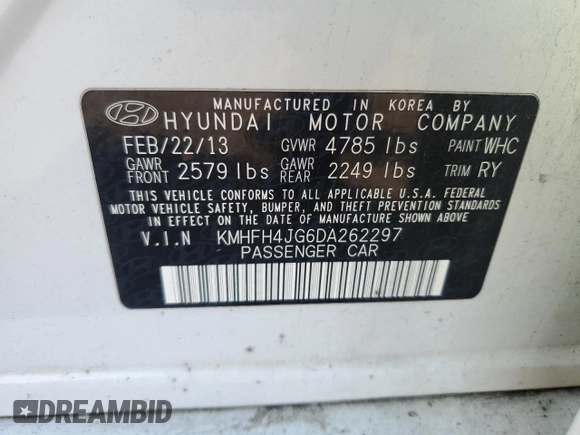 MANUFACTURED IN KOREA BY
HYUNDAI MOTOR COMPANY
FEB/22/13 GVWR 4785 lbs PAINT WHC
GAWR FRONT 2579 lbs GAWR REAR 2249 lbs TRIM RY
THIS VEHICLE CONFORMS TO ALL APPLICABLE U.S.A. FEDERAL
MOTOR VEHICLE SAFETY, BUMPER, AND THEFT PREVENTION STANDARDS
IN EFFECT ON THE DATE OF MANUFACTURE SHOWN ABOVE.
V.I.N KMHFH4JG6DA262297
PASSENGER CAR
DREAMBID